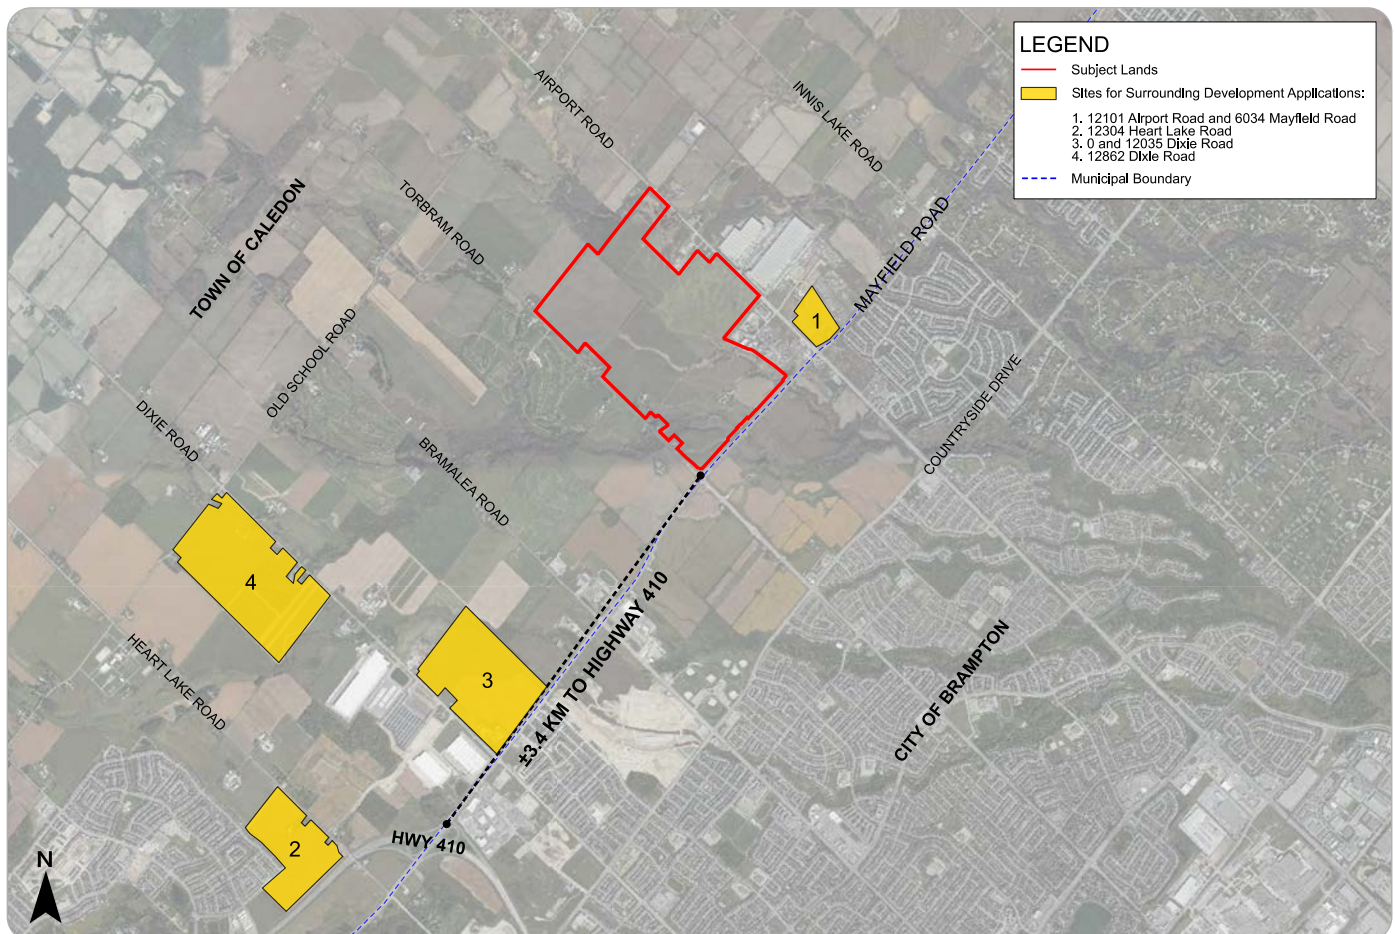 LEGEND
Subject Lands
Sites for Surrounding Development Applications:
1. 12101 Airport Road and 6034 Mayfield Road
2. 12304 Heart Lake Road
3. 0 and 12035 Dixie Road
4. 12862 Dixie Road
Municipal Boundary
AIRPORT ROAD
INNIS LAKE ROAD
TORBRAM ROAD
TOWN OF CALEDON
MAYFIELD ROAD
1
OLD SCHOOL ROAD
COUNTRYSIDE DRIVE
DIXIE ROAD
BRAMALEA ROAD
4
±3.4 KM TO HIGHWAY 410
HEART LAKE ROAD
3
CITY OF BRAMPTON
HWY 410
2
N